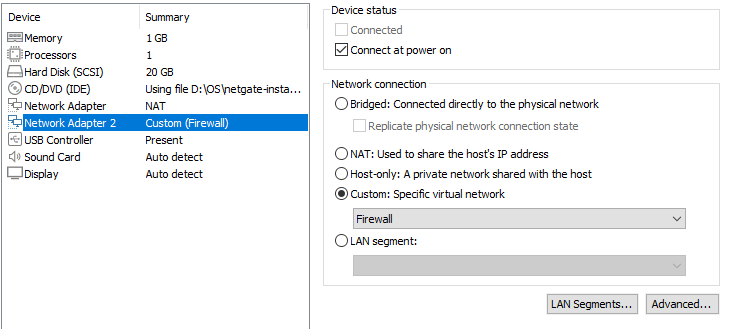 Device Summary
Memory 1 GB
Processors 1
Hard Disk (SCSI) 20 GB
CD/DVD (IDE) Using file D:\OS\netgate-insta...
Network Adapter NAT
Network Adapter 2 Custom (Firewall)
USB Controller Present
Sound Card Auto detect
Display Auto detect
Device status
Connected
Connect at power on
Network connection
Bridged: Connected directly to the physical network
Replicate physical network connection state
NAT: Used to share the host's IP address
Host-only: A private network shared with the host
Custom: Specific virtual network
Firewall
LAN segment:
LAN Segments... Advanced...